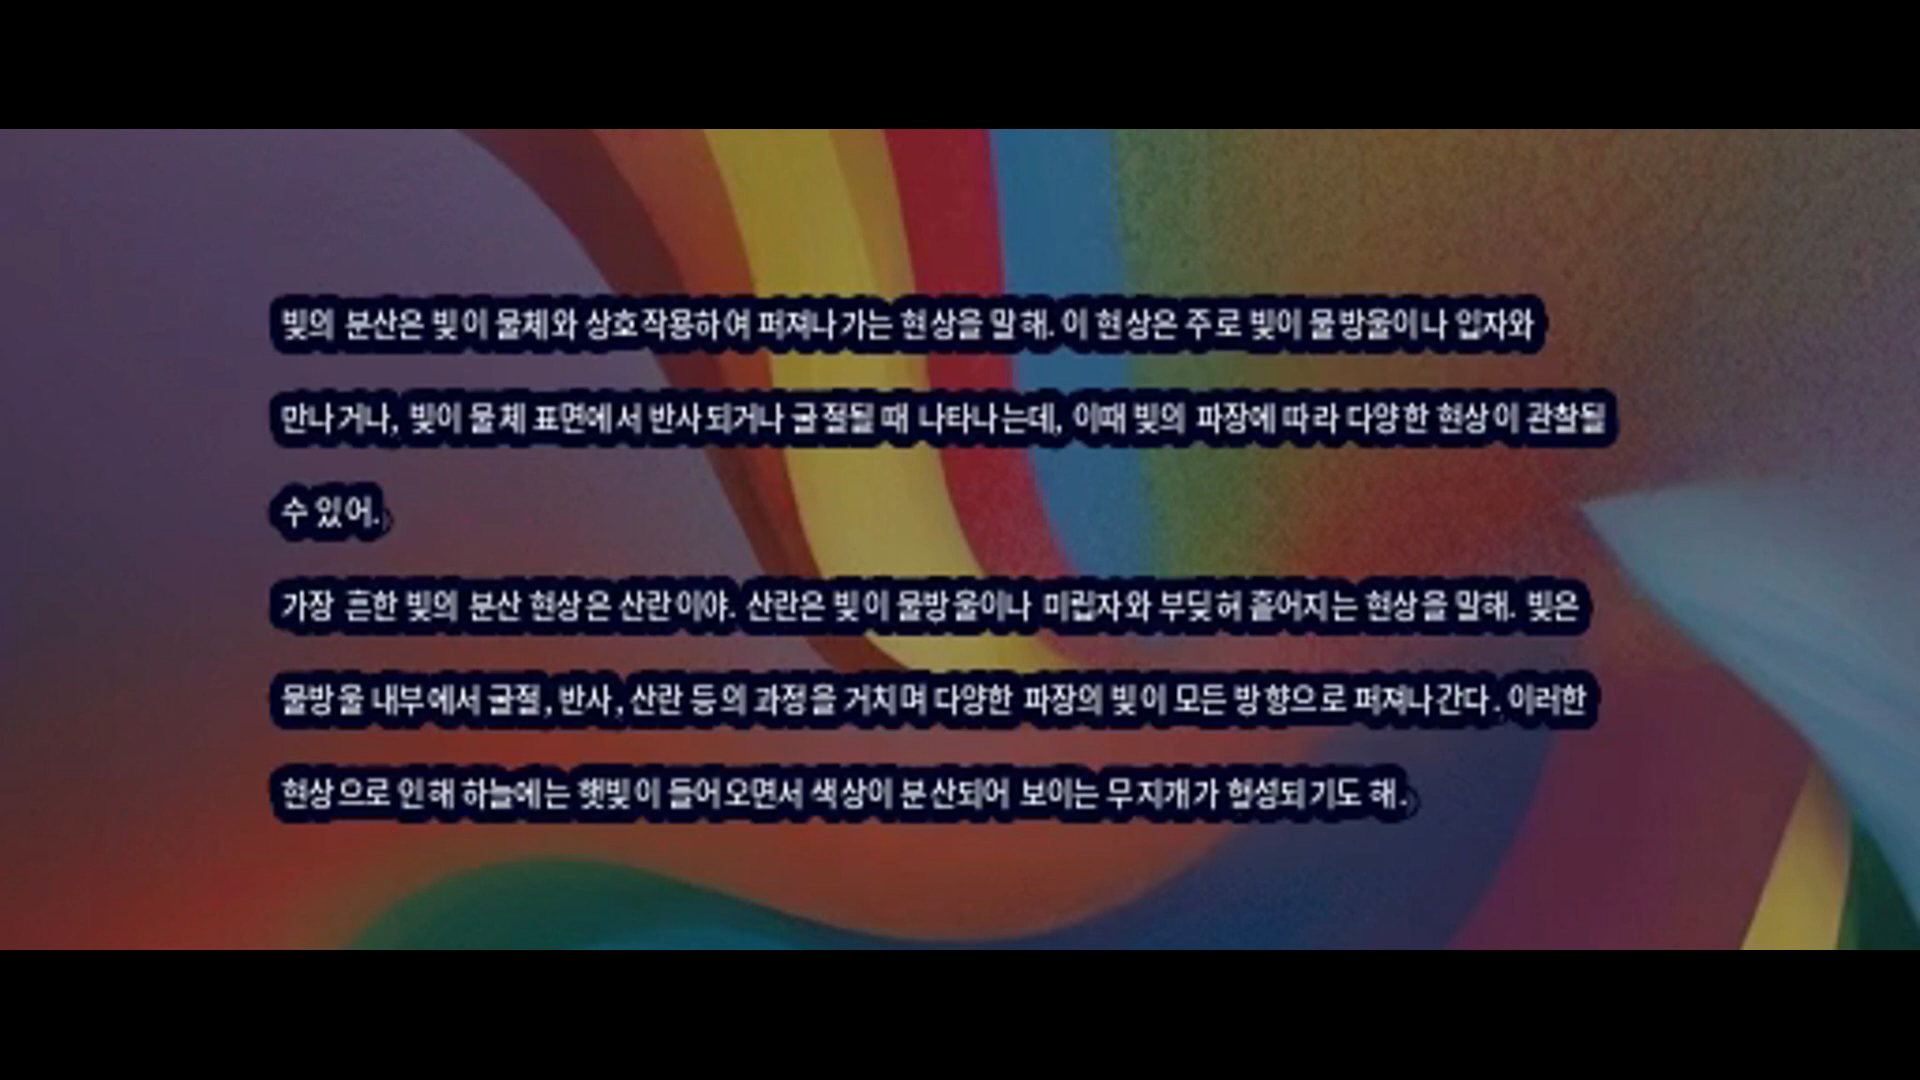 빛의 분산은 빛이 물체와 상호작용하여 퍼져나가는 현상을 말해. 이 현상은 주로 빛이 물방울이나 입자와
만나거나, 빛이 물체 표면에서 반사되거나 굴절될 때 나타나는데, 이때 빛의 파장에 따라 다양한 현상이 관찰될
수 있어.
가장 흔한 빛의 분산 현상은 산란이야. 산란은 빛이 물방울이나 미립자와 부딪혀 흩어지는 현상을 말해. 빛은
물방울 내부에서 굴절, 반사, 산란 등의 과정을 거치며 다양한 파장의 빛이 모든 방향으로 퍼져나간다. 이러한
현상으로 인해 하늘에는 햇빛이 들어오면서 색상이 분산되어 보이는 무지개가 형성되기도 해.